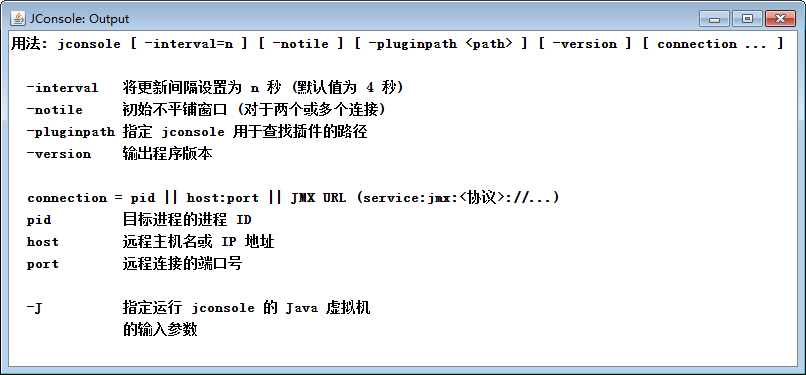 JConsole: Output
用法: jconsole [ -interval=n ] [ -notile ] [ -pluginpath <path> ] [ -version ] [ connection ... ]
-interval 将更新间隔设置为 n 秒 (默认值为 4 秒)
-notile 初始不平铺窗口 (对于两个或多个连接)
-pluginpath 指定 jconsole 用于查找插件的路径
-version 输出程序版本
connection = pid || host:port || JMX URL (service:jmx:<协议>://...)
pid 目标进程的进程 ID
host 远程主机名或 IP 地址
port 远程连接的端口号
-J 指定运行 jconsole 的 Java 虚拟机
的输入参数